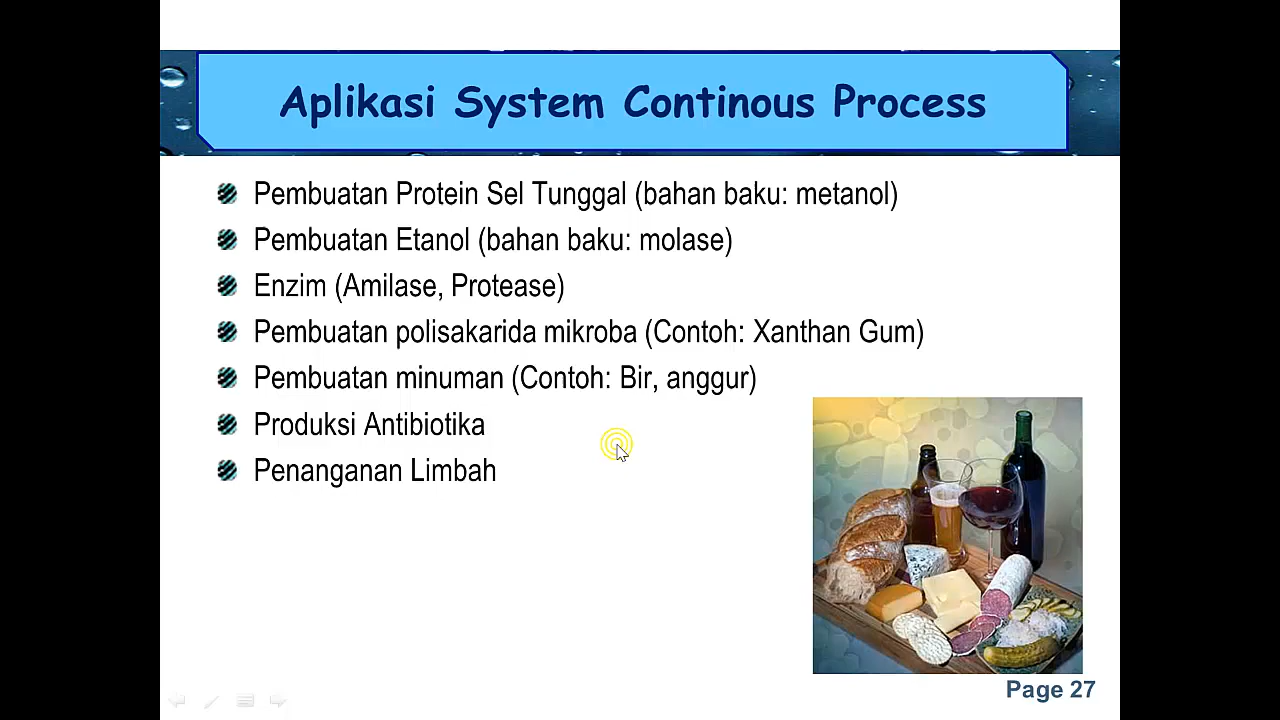 Aplikasi System Continous Process
Pembuatan Protein Sel Tunggal (bahan baku: metanol)
Pembuatan Etanol (bahan baku: molase)
Enzim (Amilase, Protease)
Pembuatan polisakarida mikroba (Contoh: Xanthan Gum)
Pembuatan minuman (Contoh: Bir, anggur)
Produksi Antibiotika
Penanganan Limbah
Page 27